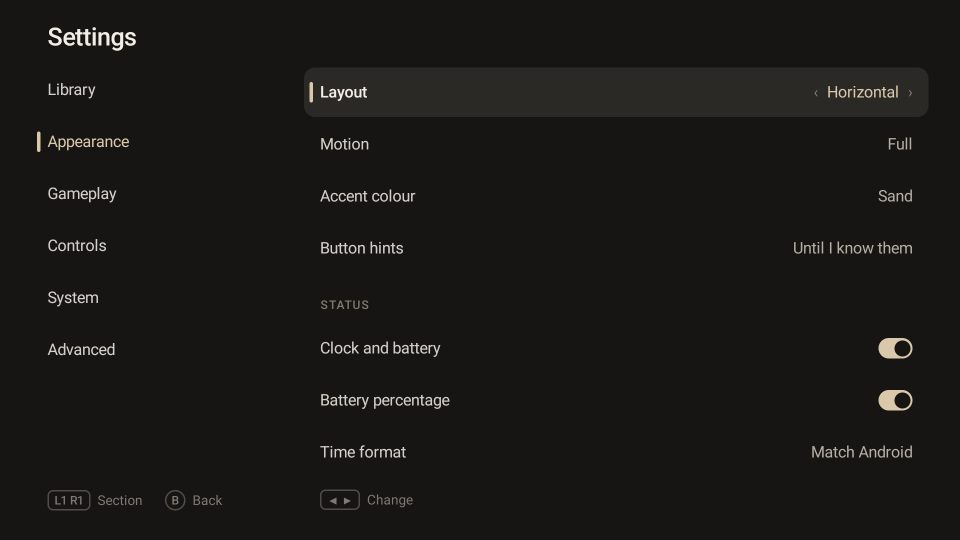 Settings
Library
Appearance
Gameplay
Controls
System
Advanced
Layout ‹ Horizontal ›
Motion Full
Accent colour Sand
Button hints Until I know them
STATUS
Clock and battery
Battery percentage
Time format Match Android
L1 R1 Section B Back ◄ ► Change